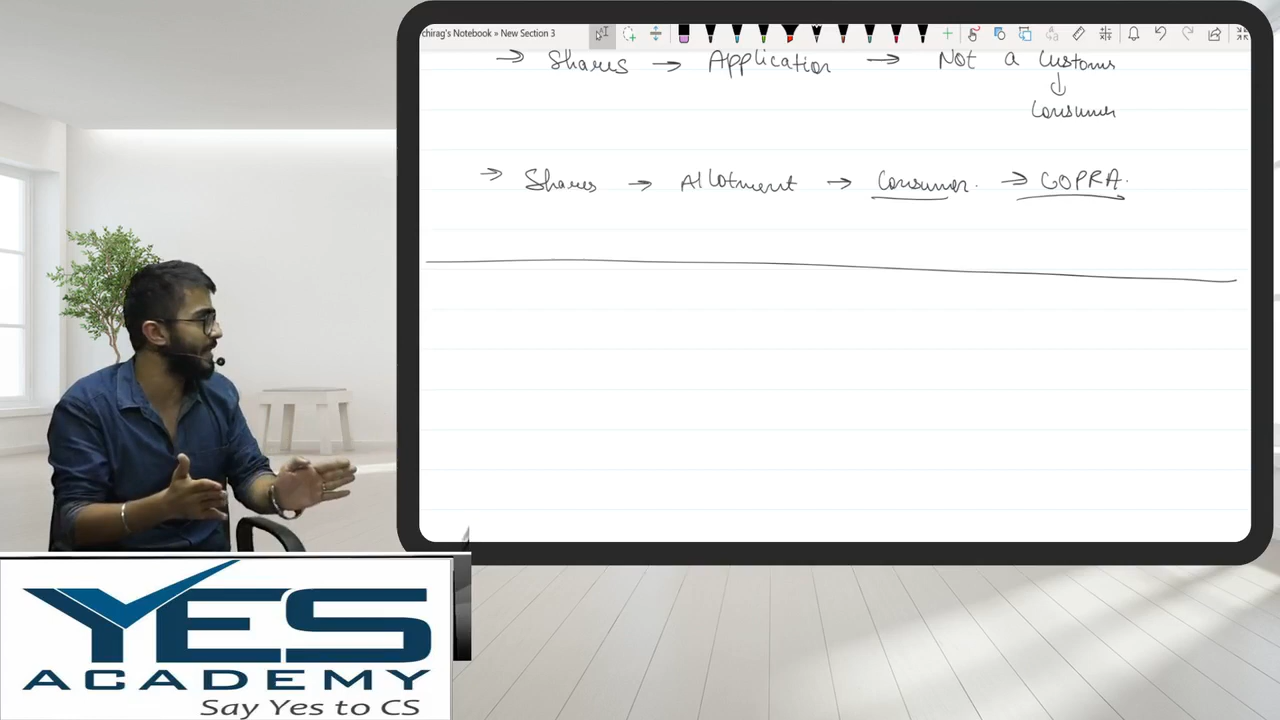 chirag's Notebook » New Section 3
→ Shares → Application → Not a Customer
↓
Consumer
→ Shares → Allotment → Consumer. → COPRA.
YES
ACADEMY
Say Yes to CS